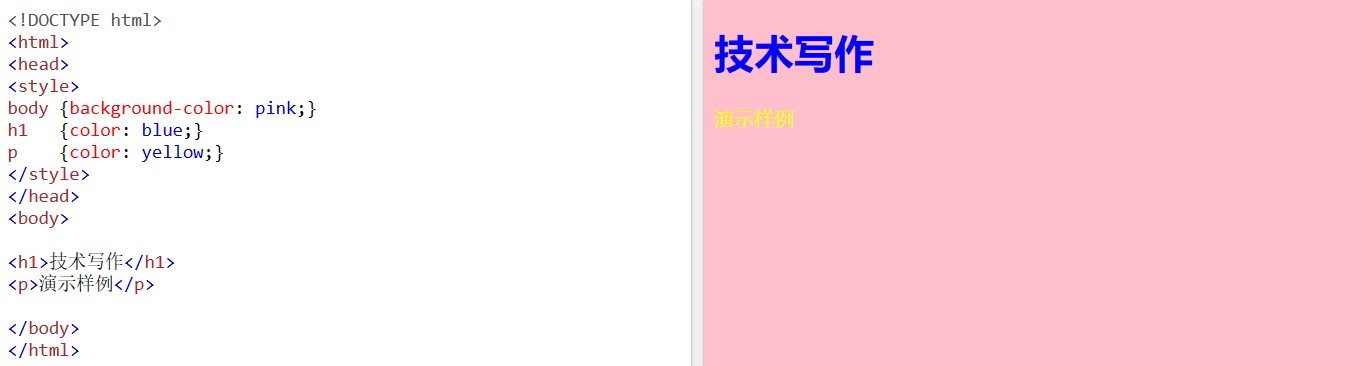 <!DOCTYPE html>
<html>
<head>
<style>
body {background-color: pink;}
h1   {color: blue;}
p    {color: yellow;}
</style>
</head>
<body>
<h1>技术写作</h1>
<p>演示样例</p>
</body>
</html>
技术写作
演示样例